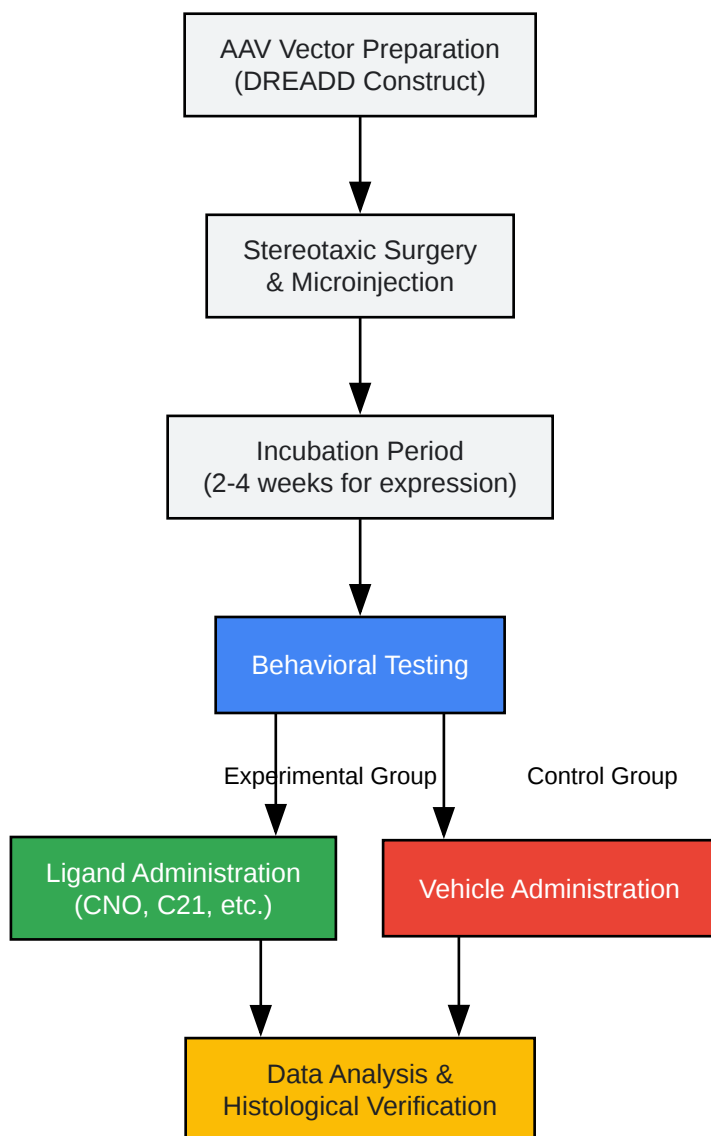 AAV Vector Preparation
(DREADD Construct)
Stereotaxic Surgery
& Microinjection
Incubation Period
(2-4 weeks for expression)
Behavioral Testing
Experimental Group
Control Group
Ligand Administration
(CNO, C21, etc.)
Vehicle Administration
Data Analysis &
Histological Verification